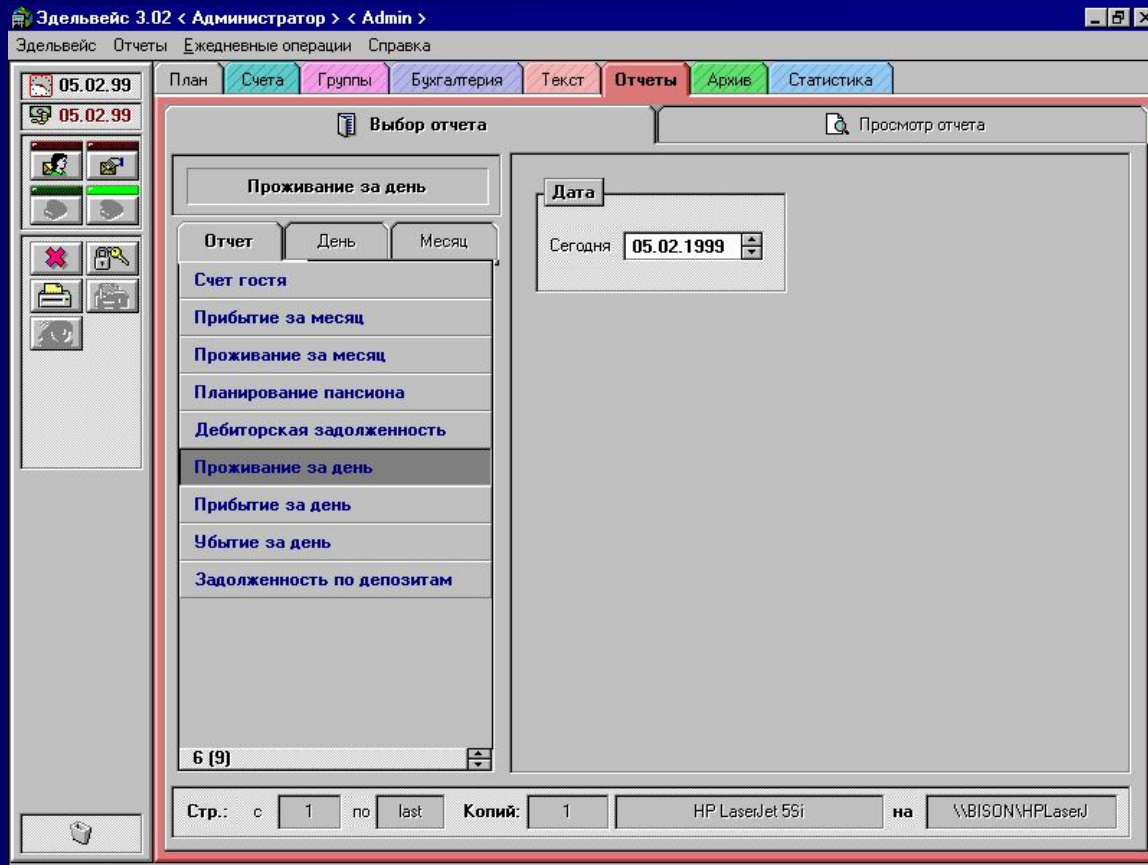 Эдельвейс 3.02 < Администратор > < Admin >
Эдельвейс Отчеты Ежедневные операции Справка
05.02.99
05.02.99
План Счета Группы Бухгалтерия Текст Отчеты Архив Статистика
Выбор отчета Просмотр отчета
Проживание за день
Отчет День Месяц
Счет гостя
Прибытие за месяц
Проживание за месяц
Планирование пансиона
Дебиторская задолженность
Проживание за день
Прибытие за день
Убытие за день
Задолженность по депозитам
6 (9)
Дата
Сегодня 05.02.1999
Стр.: с 1 по last Копий: 1 HP LaserJet 5Si на \\BISON\HPLaserJ